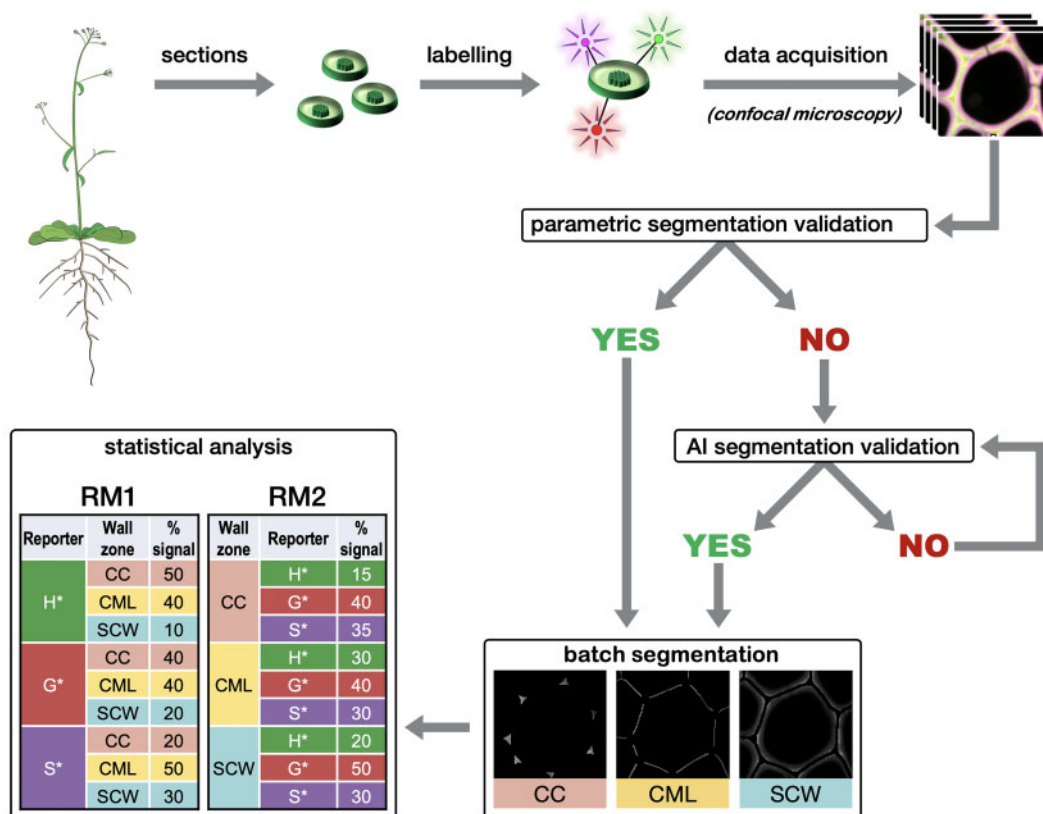 sections
labelling
data acquisition
(confocal microscopy)
parametric segmentation validation
YES
NO
AI segmentation validation
YES
NO
batch segmentation
CC
CML
SCW
statistical analysis
RM1
Reporter Wall zone % signal
H* CC 50
CML 40
SCW 10
G* CC 40
CML 40
SCW 20
S* CC 20
CML 50
SCW 30
RM2
Wall zone Reporter % signal
CC H* 15
G* 40
S* 35
CML H* 30
G* 40
S* 30
SCW H* 20
G* 50
S* 30